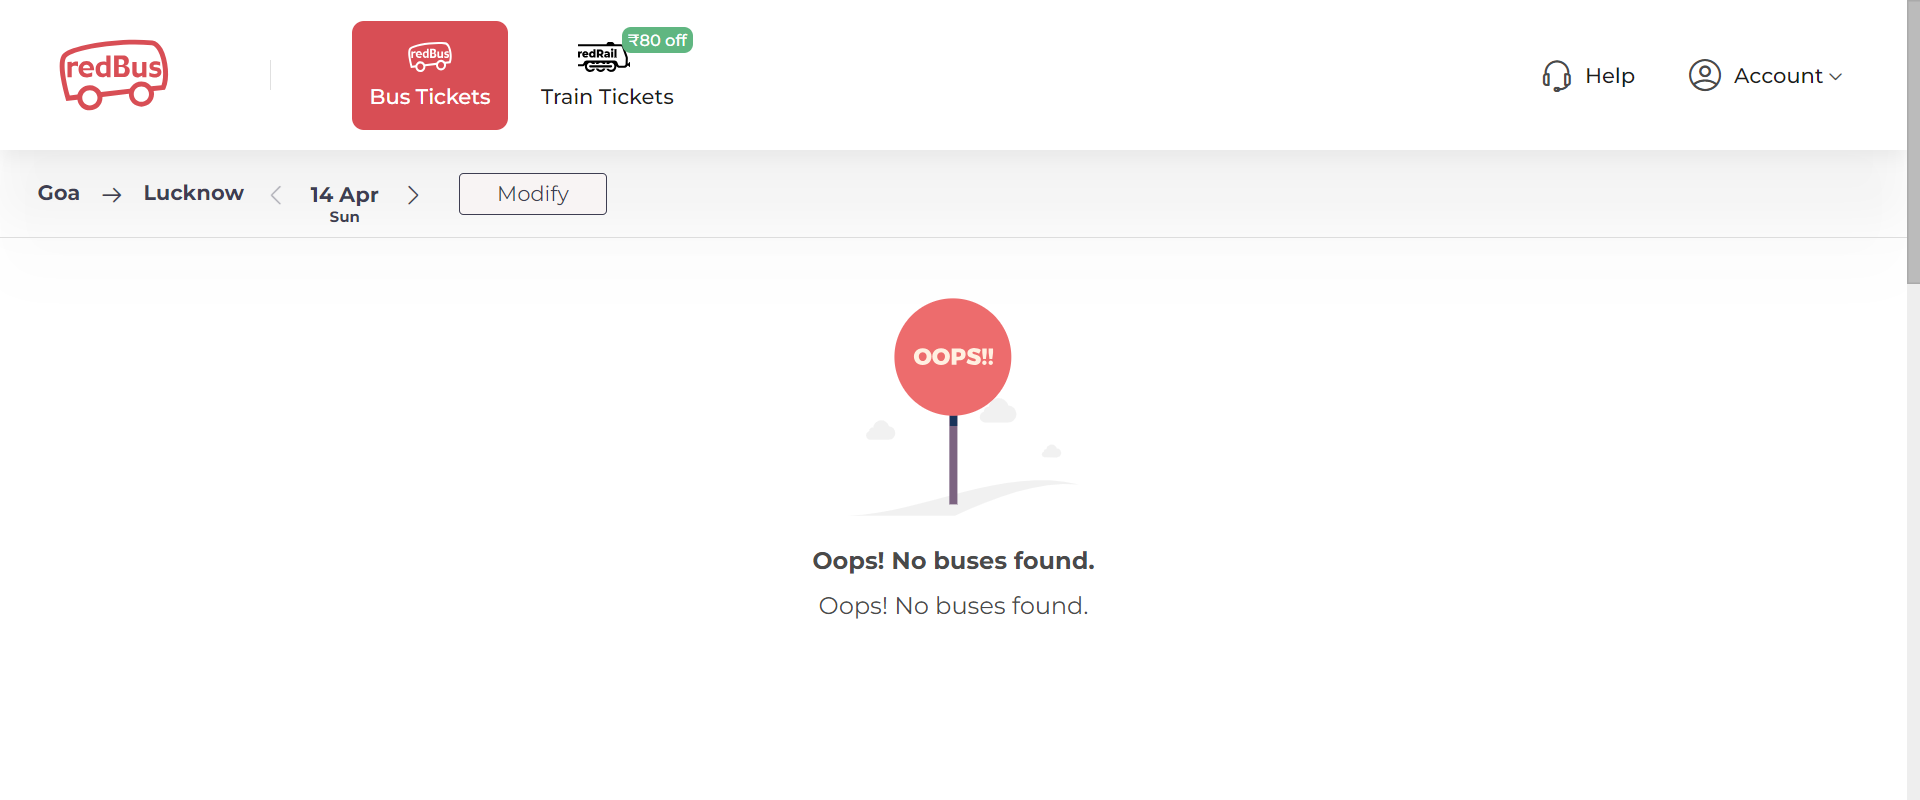 redBus
redBus
Bus Tickets
redRail
₹80 off
Train Tickets
Help
Account
Goa → Lucknow
14 Apr
Sun
Modify
OOPS!!
Oops! No buses found.
Oops! No buses found.